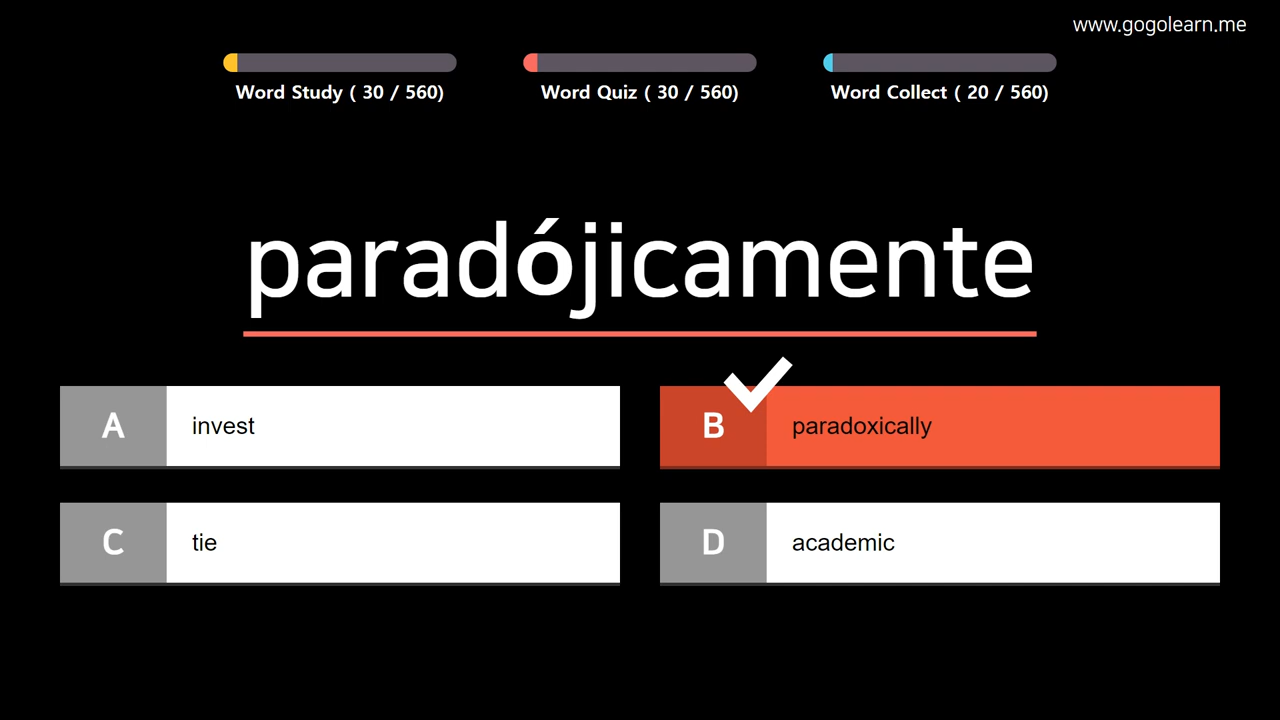 www.gogolearn.me
Word Study ( 30 / 560)
Word Quiz ( 30 / 560)
Word Collect ( 20 / 560)
paradójicamente
A invest
B paradoxically
C tie
D academic